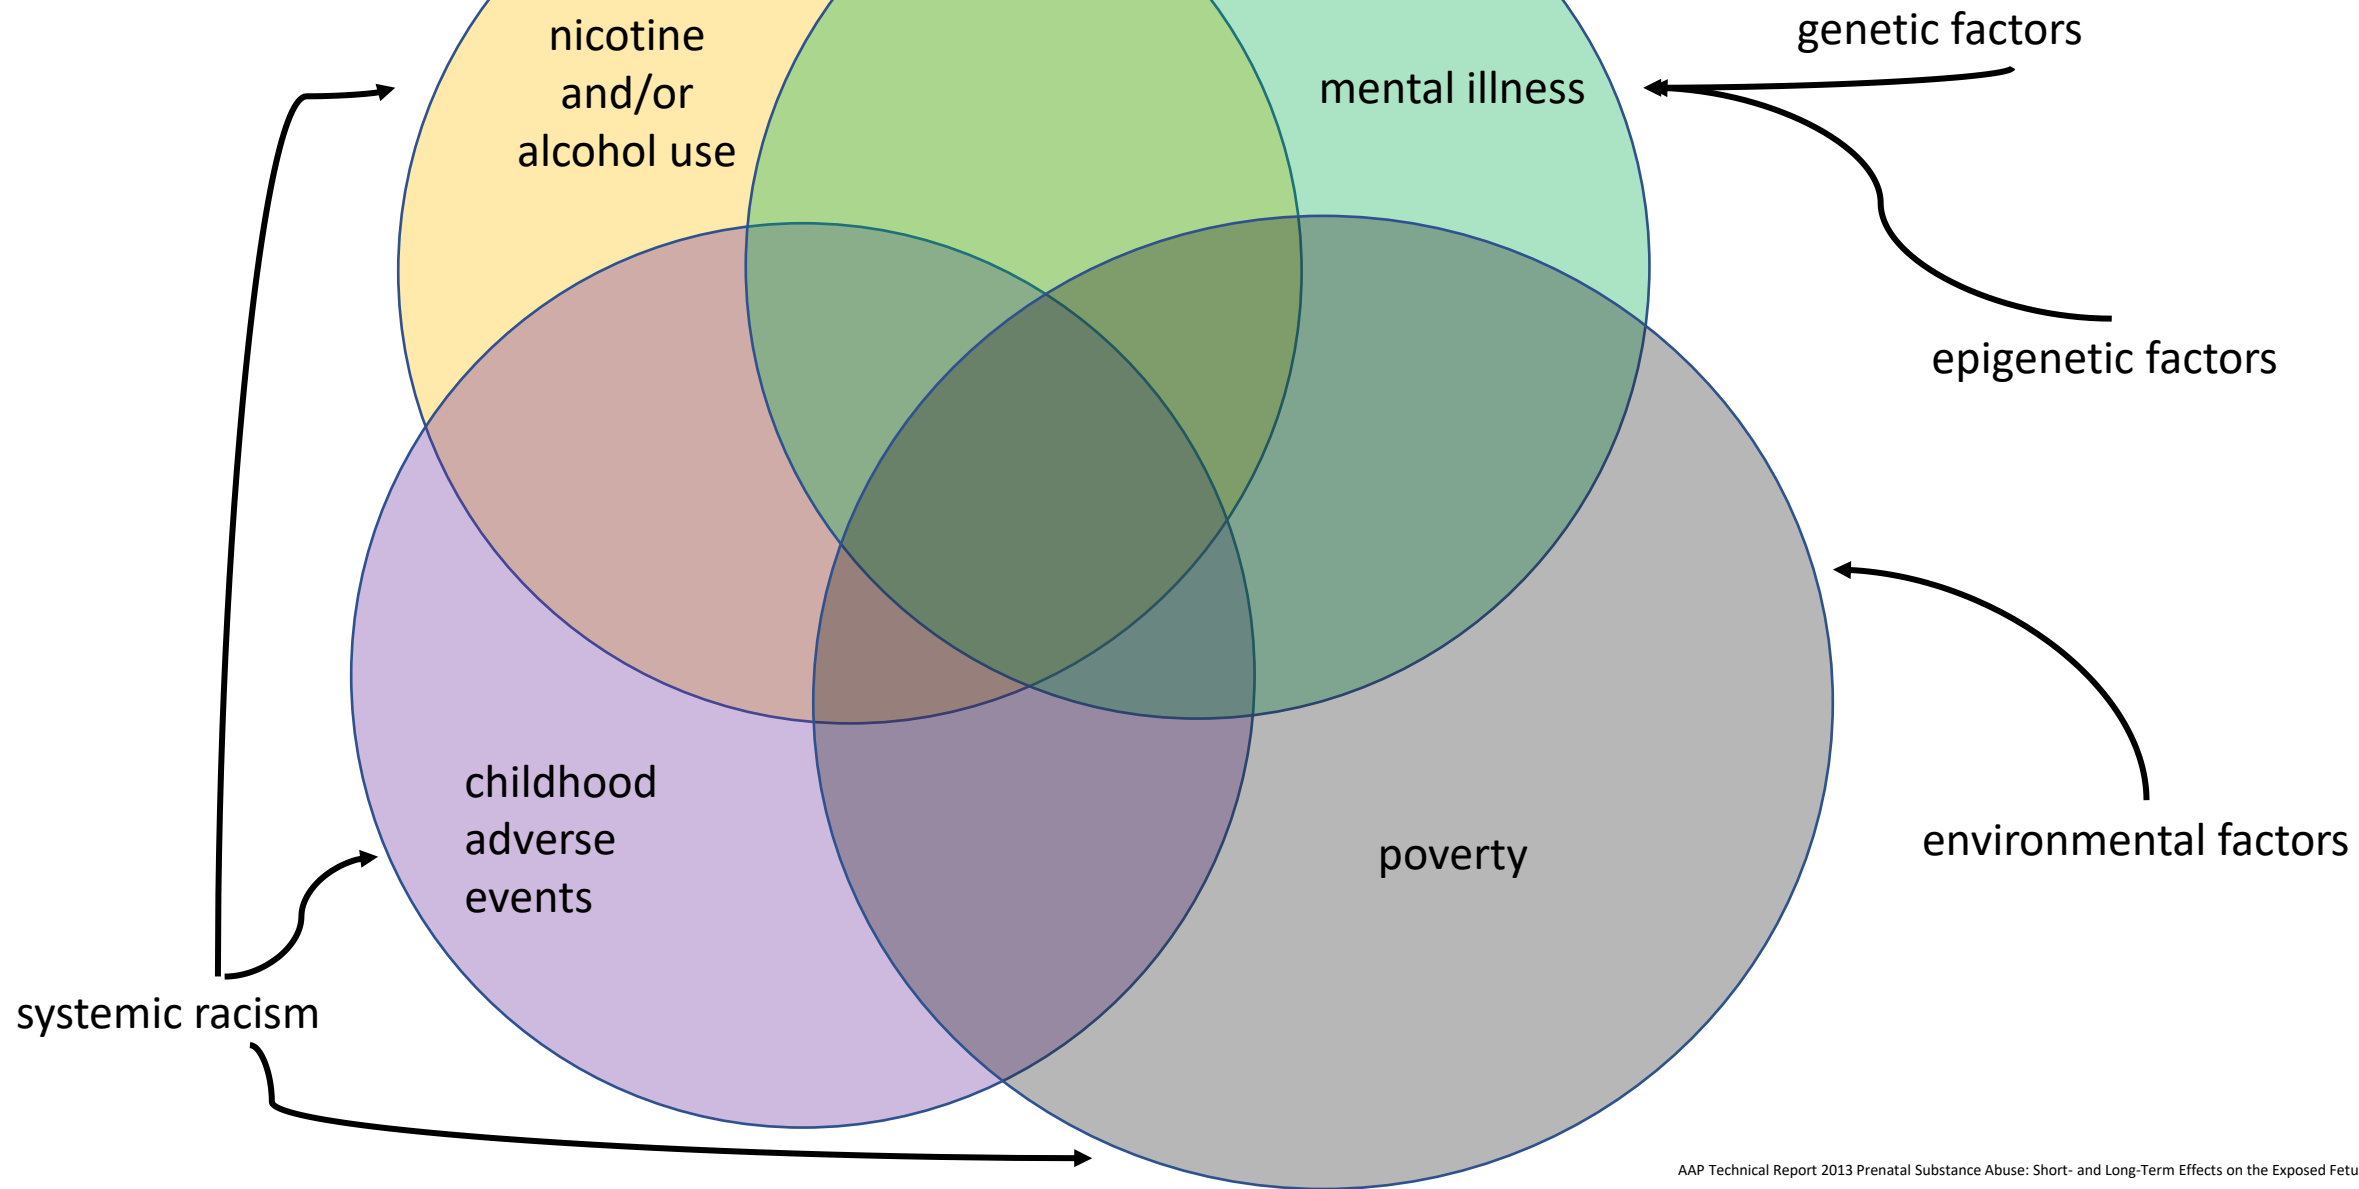 nicotine
and/or
alcohol use
mental illness
genetic factors
epigenetic factors
childhood
adverse
events
poverty
environmental factors
systemic racism
AAP Technical Report 2013 Prenatal Substance Abuse: Short- and Long-Term Effects on the Exposed Fetu